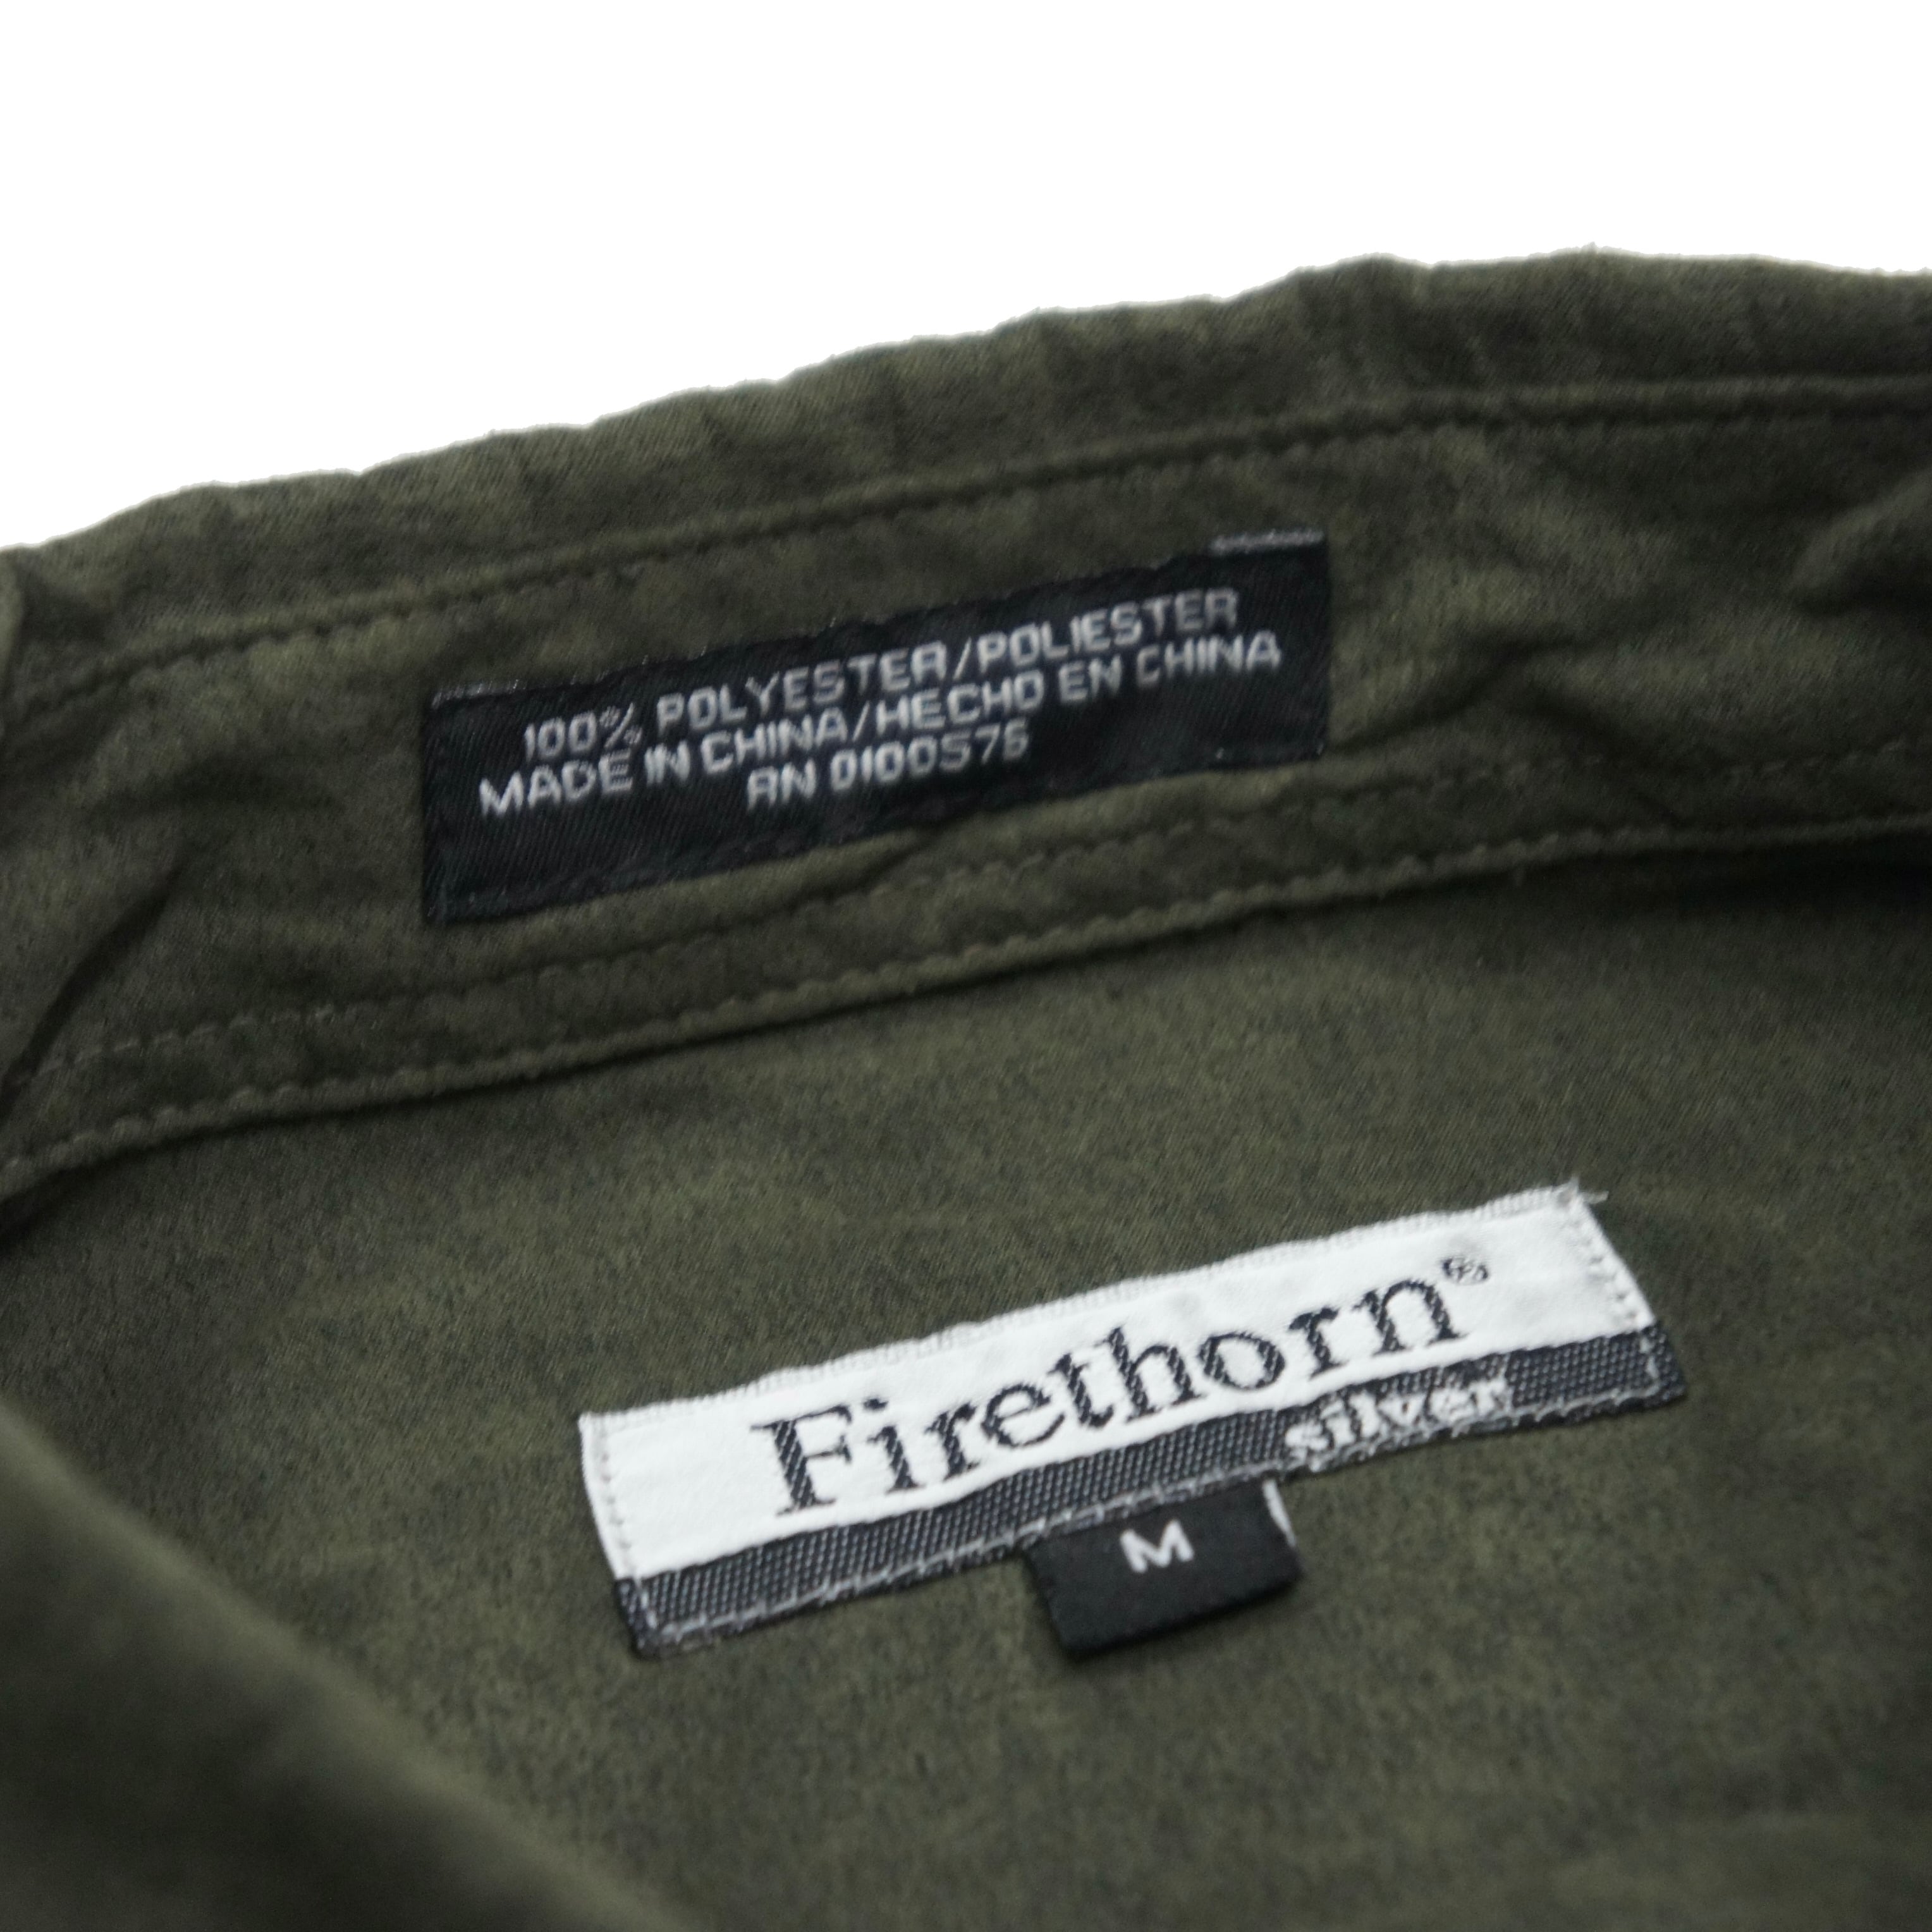 100% POLYESTER/POLIESTER
MADE IN CHINA/HECHO EN CHINA
RN 0100576
Firethorn®
silver
M